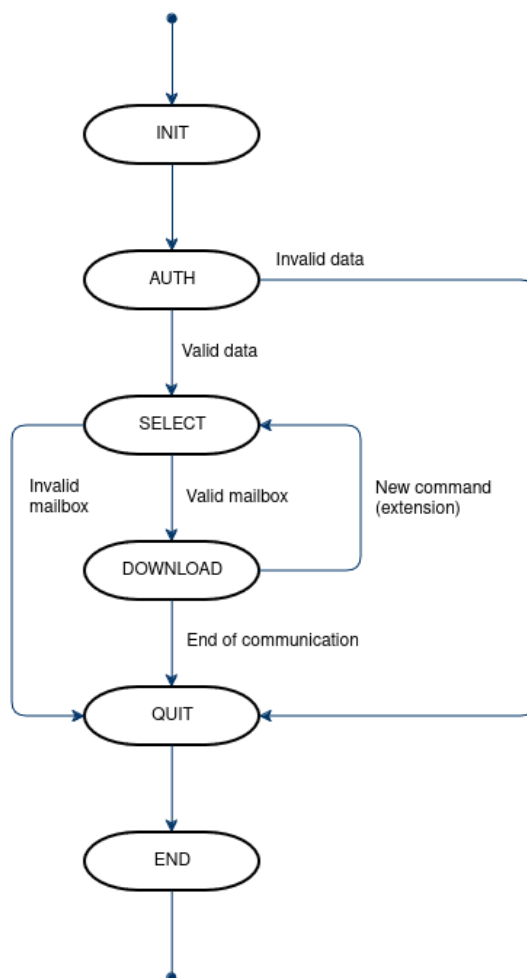 INIT
AUTH
Invalid data
Valid data
SELECT
Invalid
mailbox
Valid mailbox
New command
(extension)
DOWNLOAD
End of communication
QUIT
END